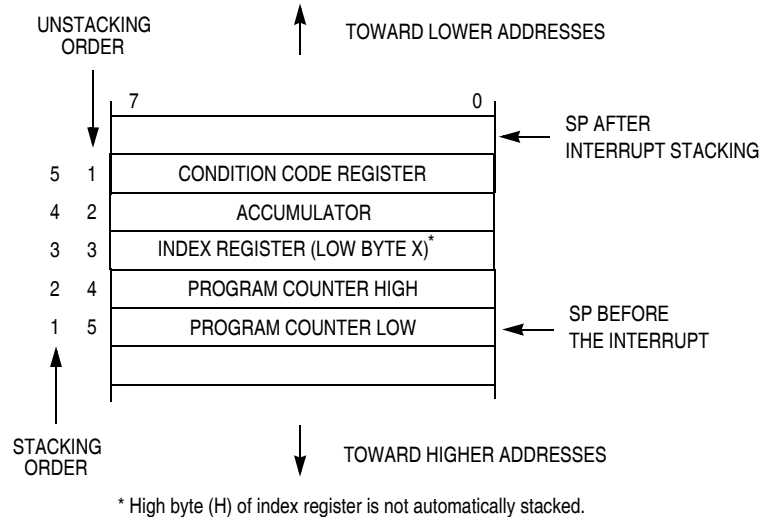 UNSTACKING
ORDER
TOWARD LOWER ADDRESSES
7 0
SP AFTER
INTERRUPT STACKING
5 1 CONDITION CODE REGISTER
4 2 ACCUMULATOR
3 3 INDEX REGISTER (LOW BYTE X)*
2 4 PROGRAM COUNTER HIGH
1 5 PROGRAM COUNTER LOW
SP BEFORE
THE INTERRUPT
STACKING
ORDER
TOWARD HIGHER ADDRESSES
* High byte (H) of index register is not automatically stacked.